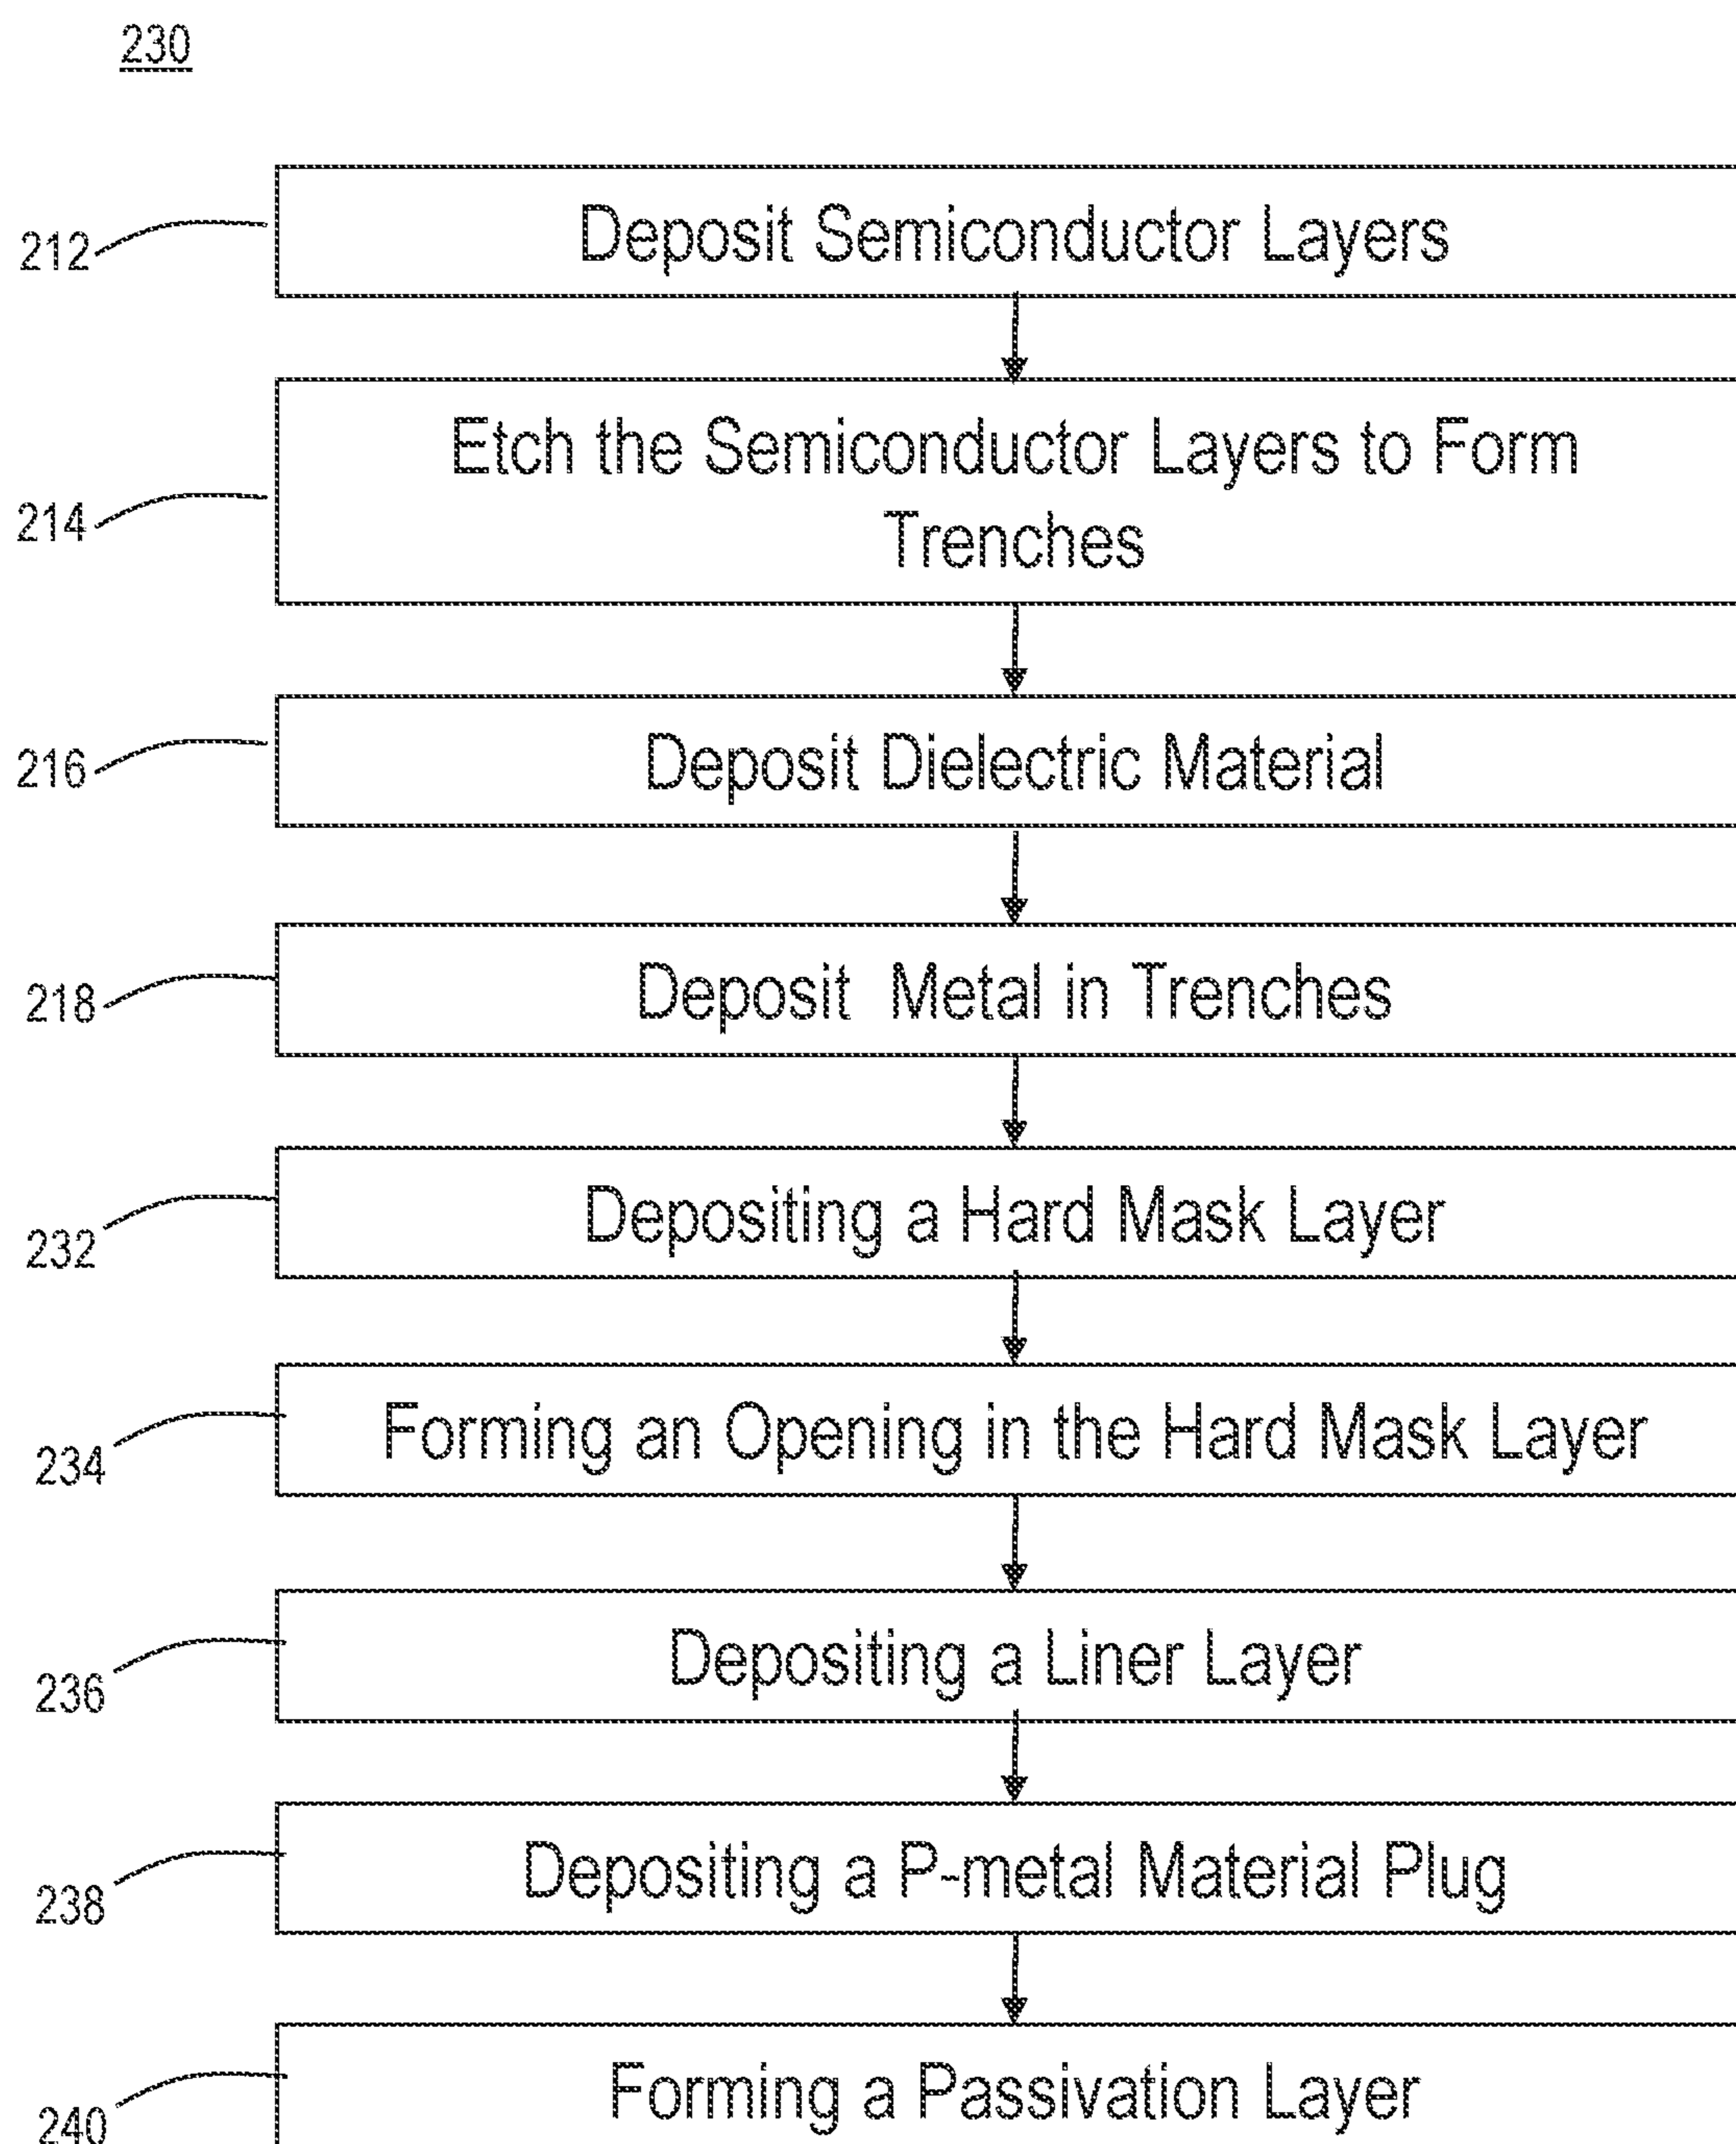 230
212
Deposit Semiconductor Layers
214
Etch the Semiconductor Layers to Form
Trenches
216
Deposit Dielectric Material
218
Deposit Metal in Trenches
232
Depositing a Hard Mask Layer
234
Forming an Opening in the Hard Mask Layer
236
Depositing a Liner Layer
238
Depositing a P-metal Material Plug
240
Forming a Passivation Layer